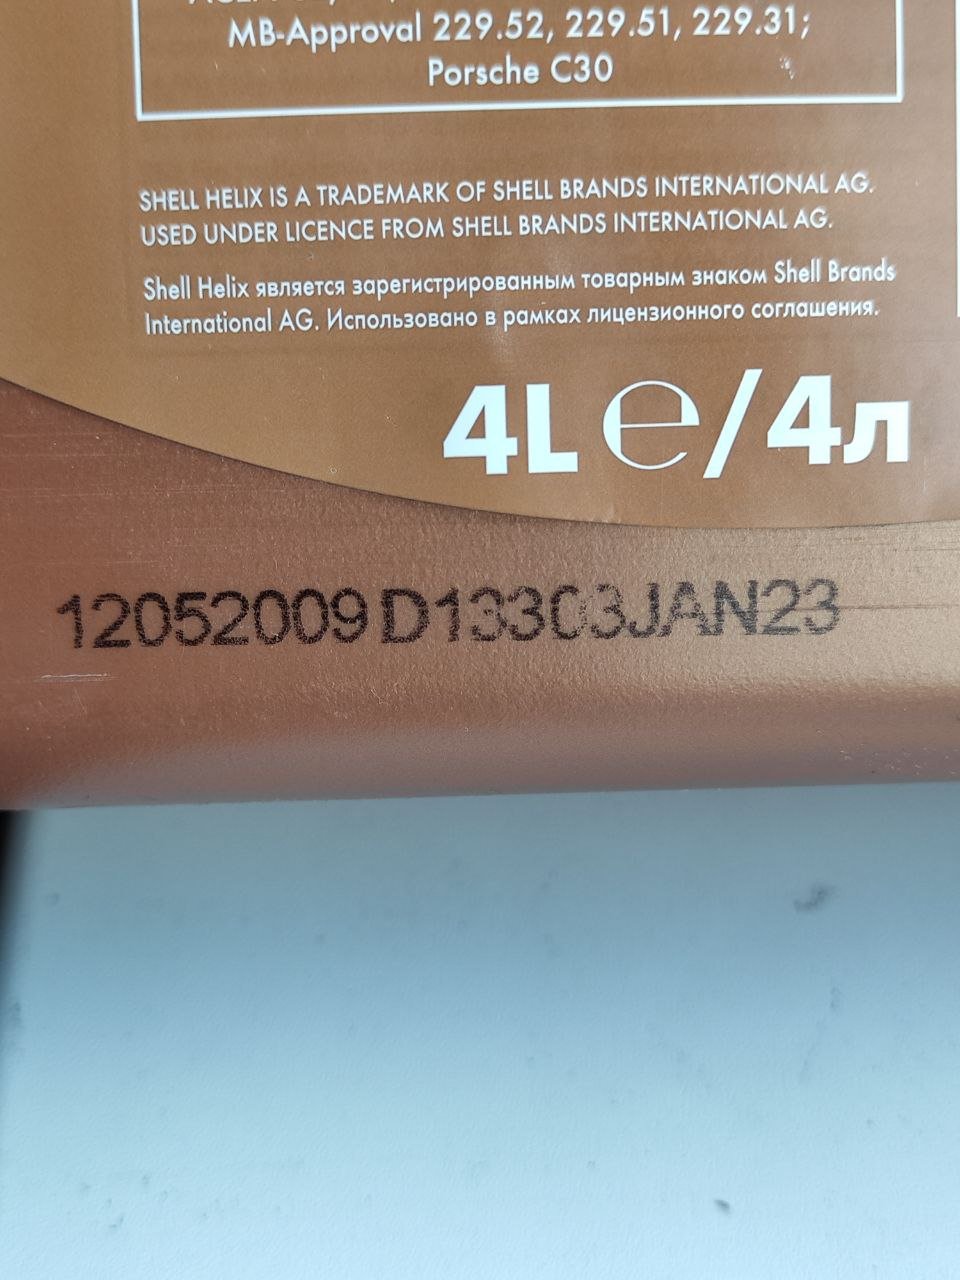 MB-Approval 229.52, 229.51, 229.31;
Porsche C30
SHELL HELIX IS A TRADEMARK OF SHELL BRANDS INTERNATIONAL AG.
USED UNDER LICENCE FROM SHELL BRANDS INTERNATIONAL AG.
Shell Helix является зарегистрированным товарным знаком Shell Brands
International AG. Использовано в рамках лицензионного соглашения.
4L e/4л
12052009 D13303JAN23